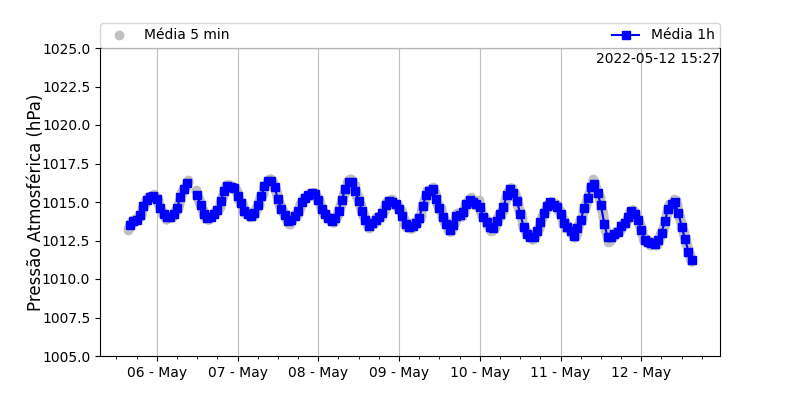 Média 5 min
Média 1h
2022-05-12 15:27
Pressão Atmosférica (hPa)
1025.0
1022.5
1020.0
1017.5
1015.0
1012.5
1010.0
1007.5
1005.0
06 - May
07 - May
08 - May
09 - May
10 - May
11 - May
12 - May